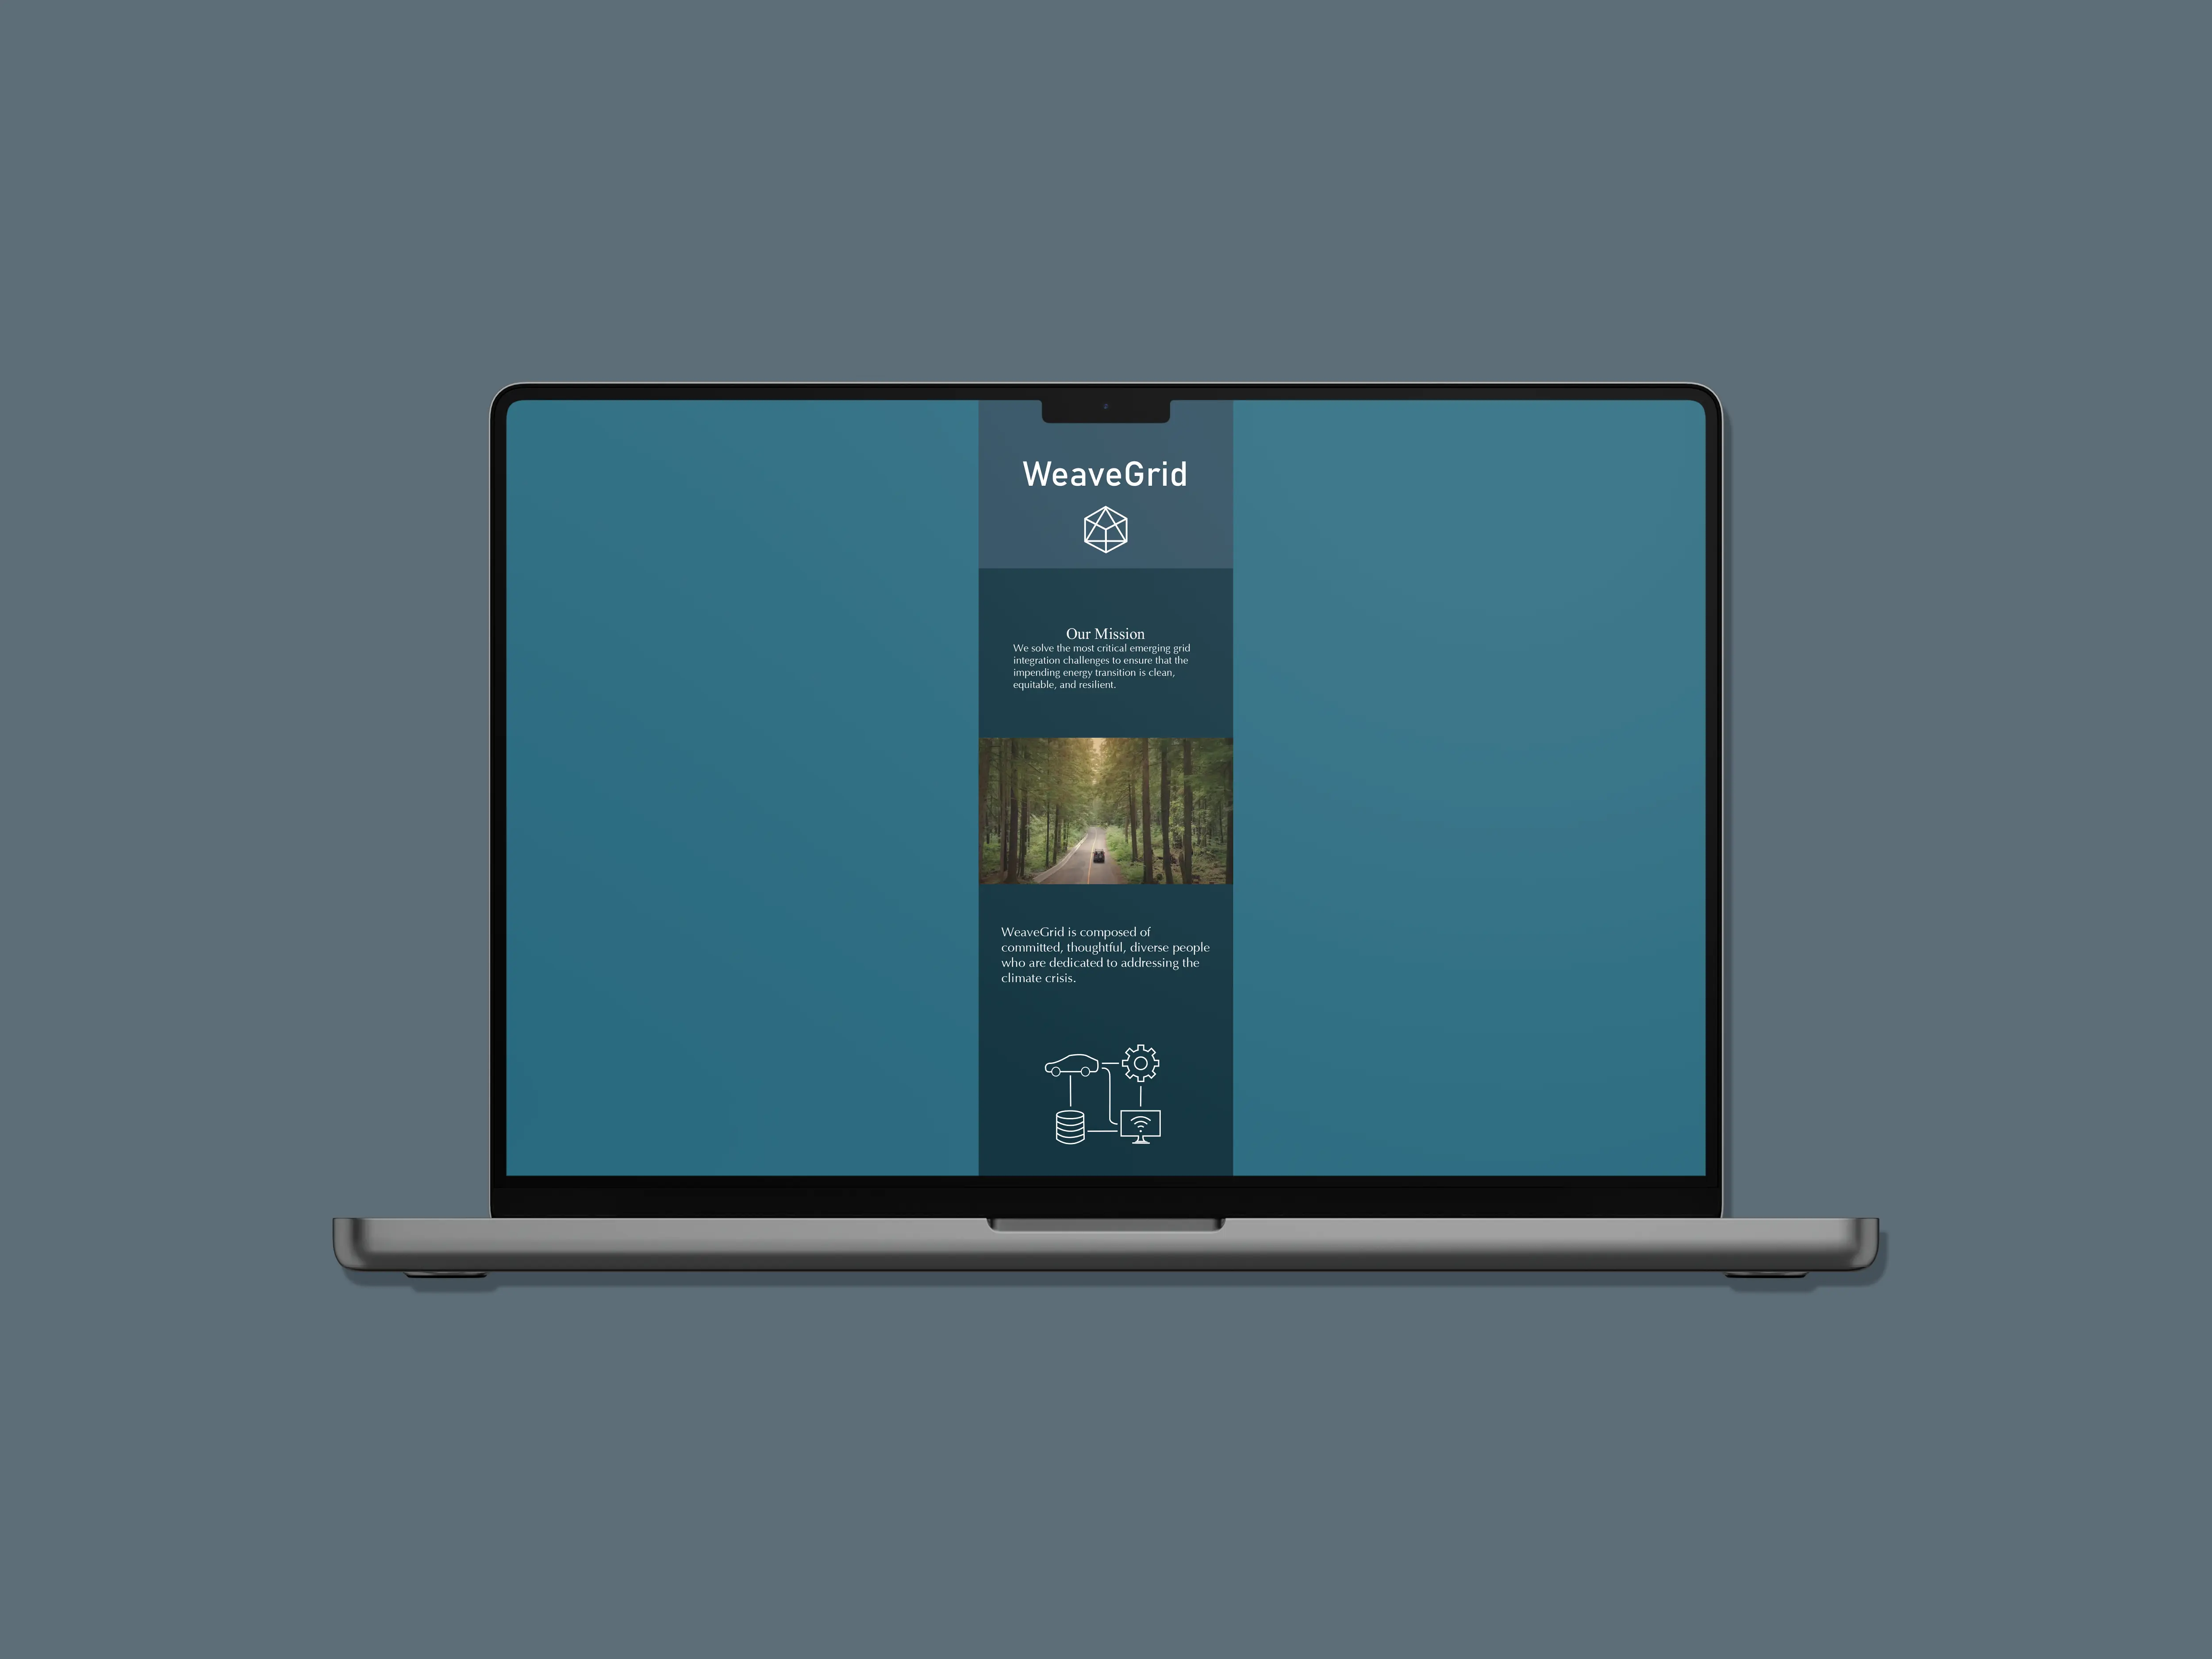 WeaveGrid
Our Mission
We solve the most critical emerging grid
integration challenges to ensure that the
impending energy transition is clean,
equitable, and resilient.
WeaveGrid is composed of
committed, thoughtful, diverse people
who are dedicated to addressing the
climate crisis.